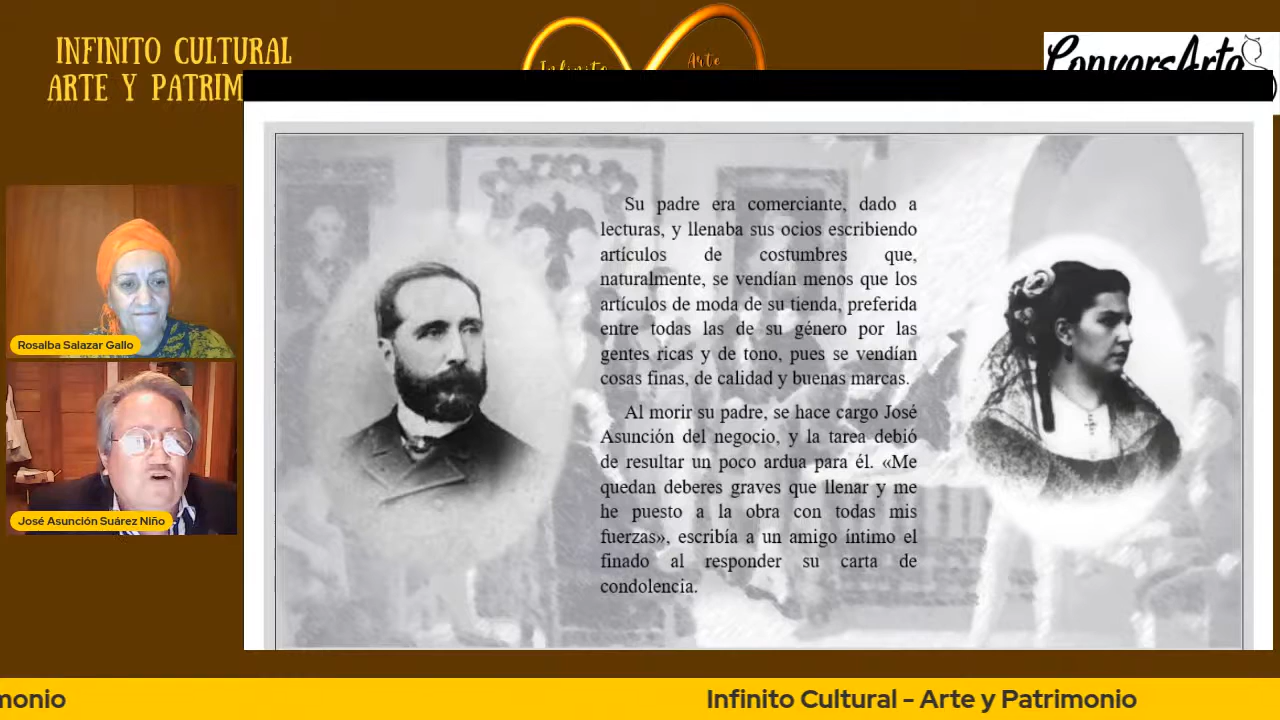 INFINITO CULTURAL
ARTE Y PATRIM
Infinito
Arte
ConversArte
Su padre era comerciante, dado a
lecturas, y llenaba sus ocios escribiendo
artículos de costumbres que,
naturalmente, se vendían menos que los
artículos de moda de su tienda, preferida
entre todas las de su género por las
gentes ricas y de tono, pues se vendían
cosas finas, de calidad y buenas marcas.
Al morir su padre, se hace cargo José
Asunción del negocio, y la tarea debió
de resultar un poco ardua para él. «Me
quedan deberes graves que llenar y me
he puesto a la obra con todas mis
fuerzas», escribía a un amigo íntimo el
finado al responder su carta de
condolencia.
Rosalba Salazar Gallo
José Asunción Suárez Niño
monio
Infinito Cultural - Arte y Patrimonio